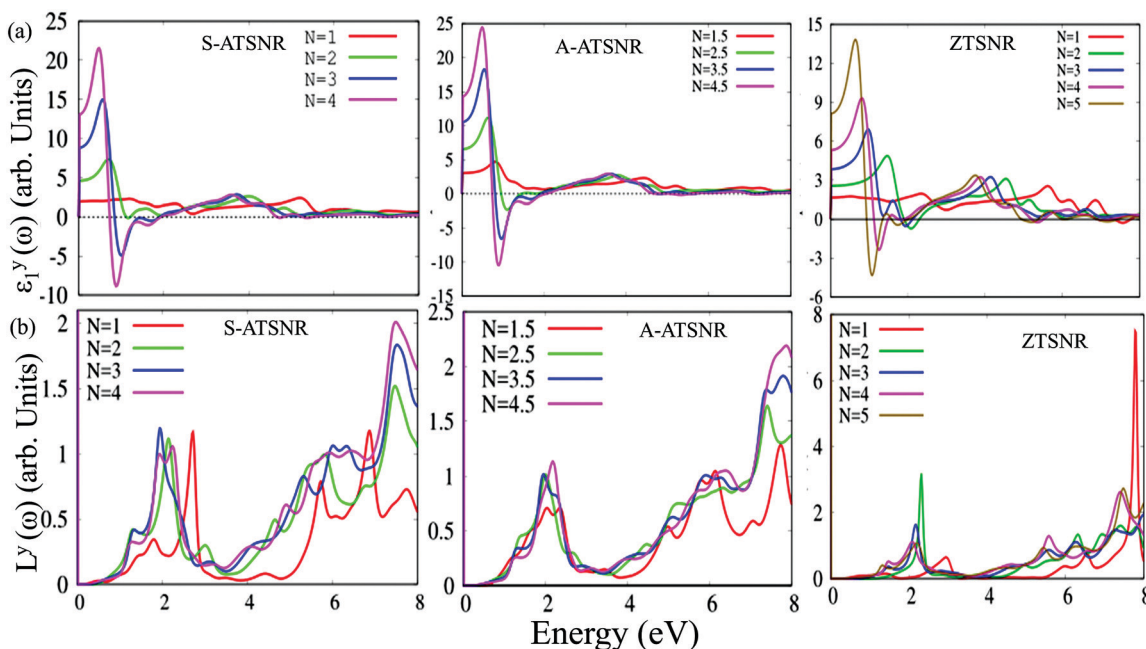 (a)
ε₁ʸ (ω) (arb. Units)
25
20
15
10
5
0
-5
-10
S-ATSNR
N=1
N=2
N=3
N=4
25
20
15
10
5
0
-5
10
-15
A-ATSNR
N=1.5
N=2.5
N=3.5
N=4.5
15
12
9
6
3
0
-3
-6
ZTSNR
N=1
N=2
N=3
N=4
N=5
(b)
Lʸ (ω) (arb. Units)
2
1.5
1
0.5
0
S-ATSNR
N=1
N=2
N=3
N=4
0 2 4 6 8
2.5
2
1.5
1
0.5
0
A-ATSNR
N=1.5
N=2.5
N=3.5
N=4.5
0 2 4 6 8
8
6
4
2
0
ZTSNR
N=1
N=2
N=3
N=4
N=5
2 4 6 8
Energy (eV)